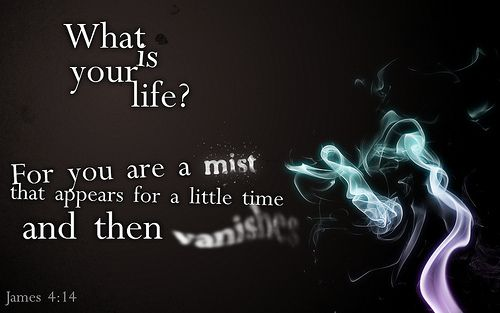 What
is
your
life?
For you are a mist
that appears for a little time
and then vanishes
James 4:14